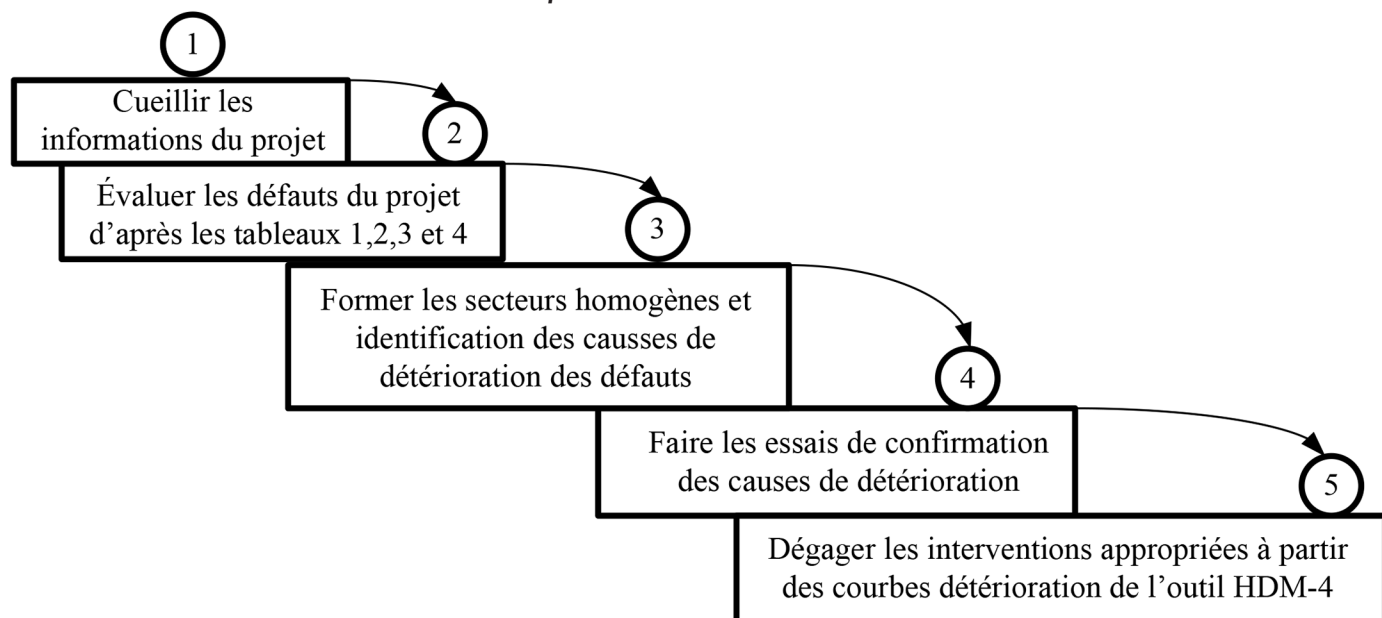 1
Cueillir les
informations du projet
2
Évaluer les défauts du projet
d’après les tableaux 1,2,3 et 4
3
Former les secteurs homogènes et
identification des causses de
détérioration des défauts
4
Faire les essais de confirmation
des causes de détérioration
5
Dégager les interventions appropriées à partir
des courbes détérioration de l’outil HDM-4